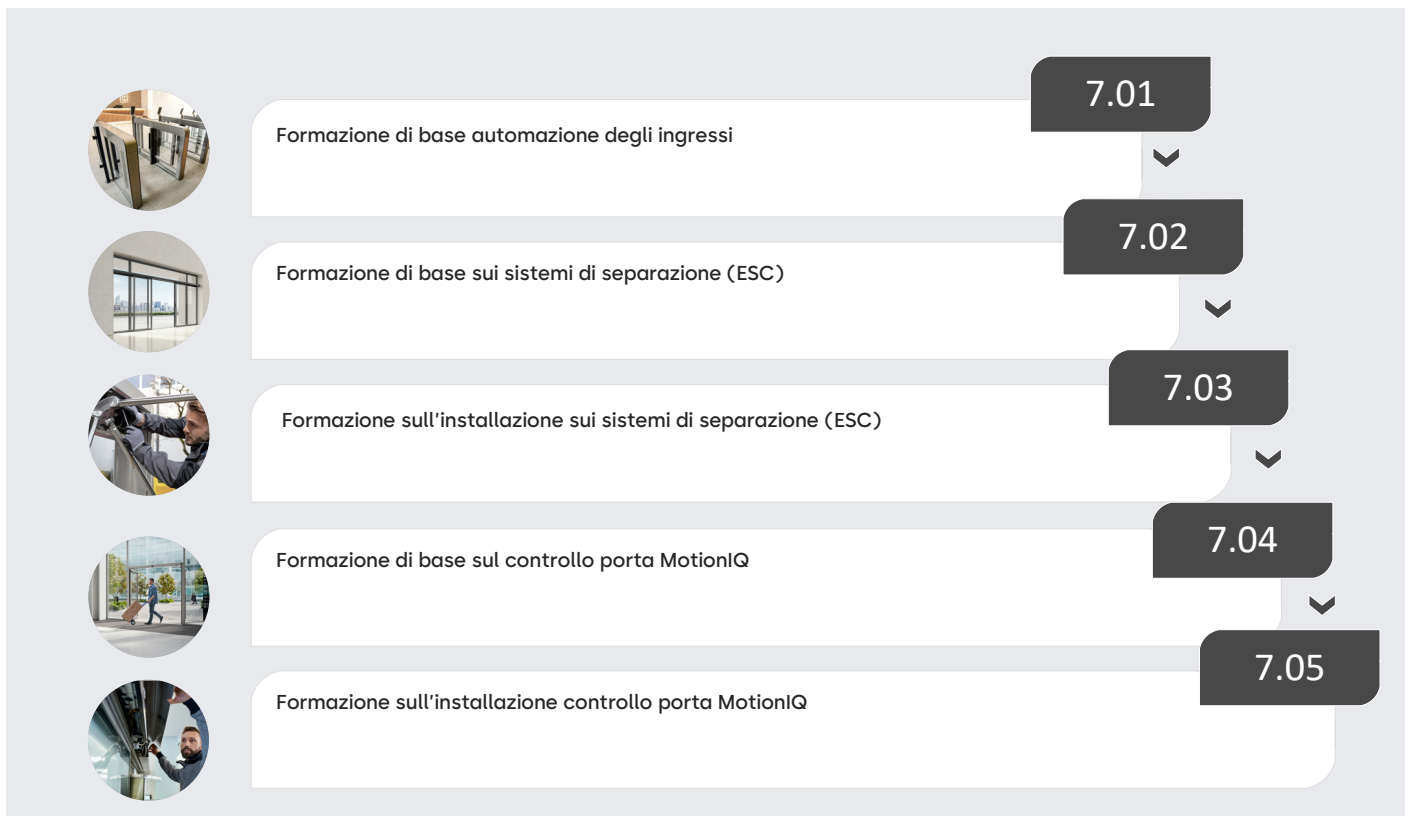 7.01
Formazione di base automazione degli ingressi
7.02
Formazione di base sui sistemi di separazione (ESC)
7.03
Formazione sull'installazione sui sistemi di separazione (ESC)
7.04
Formazione di base sul controllo porta MotionIQ
7.05
Formazione sull'installazione controllo porta MotionIQ